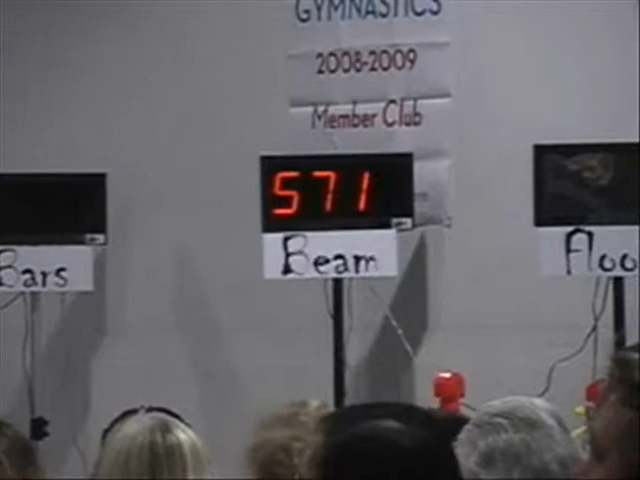 GYMNASTICS
2008-2009
Member Club
571
Bars
Beam
Floo